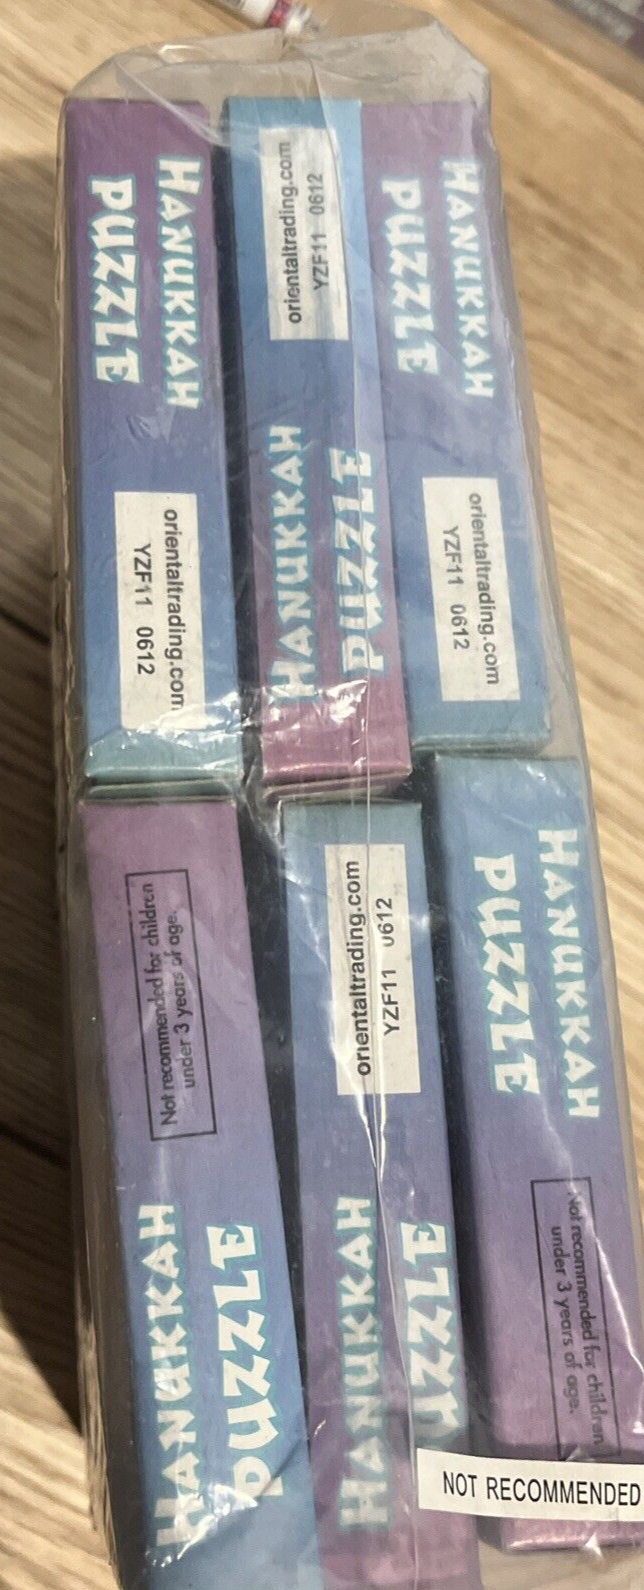 HANUKKAH
PUZZLE
orientaltrading.com
YZF11 0612
orientaltrading.com
YZF11 0612
HANUKKAH
PUZZLE
HANUKKAH
PUZZLE
orientaltrading.com
YZF11 0612
Not recommended for children
under 3 years of age.
HANUKKAH
PUZZLE
orientaltrading.com
YZF11 0612
HANUKKAH
PUZZLE
HANUKKAH
PUZZLE
Not recommended for children
under 3 years of age.
NOT RECOMMENDED